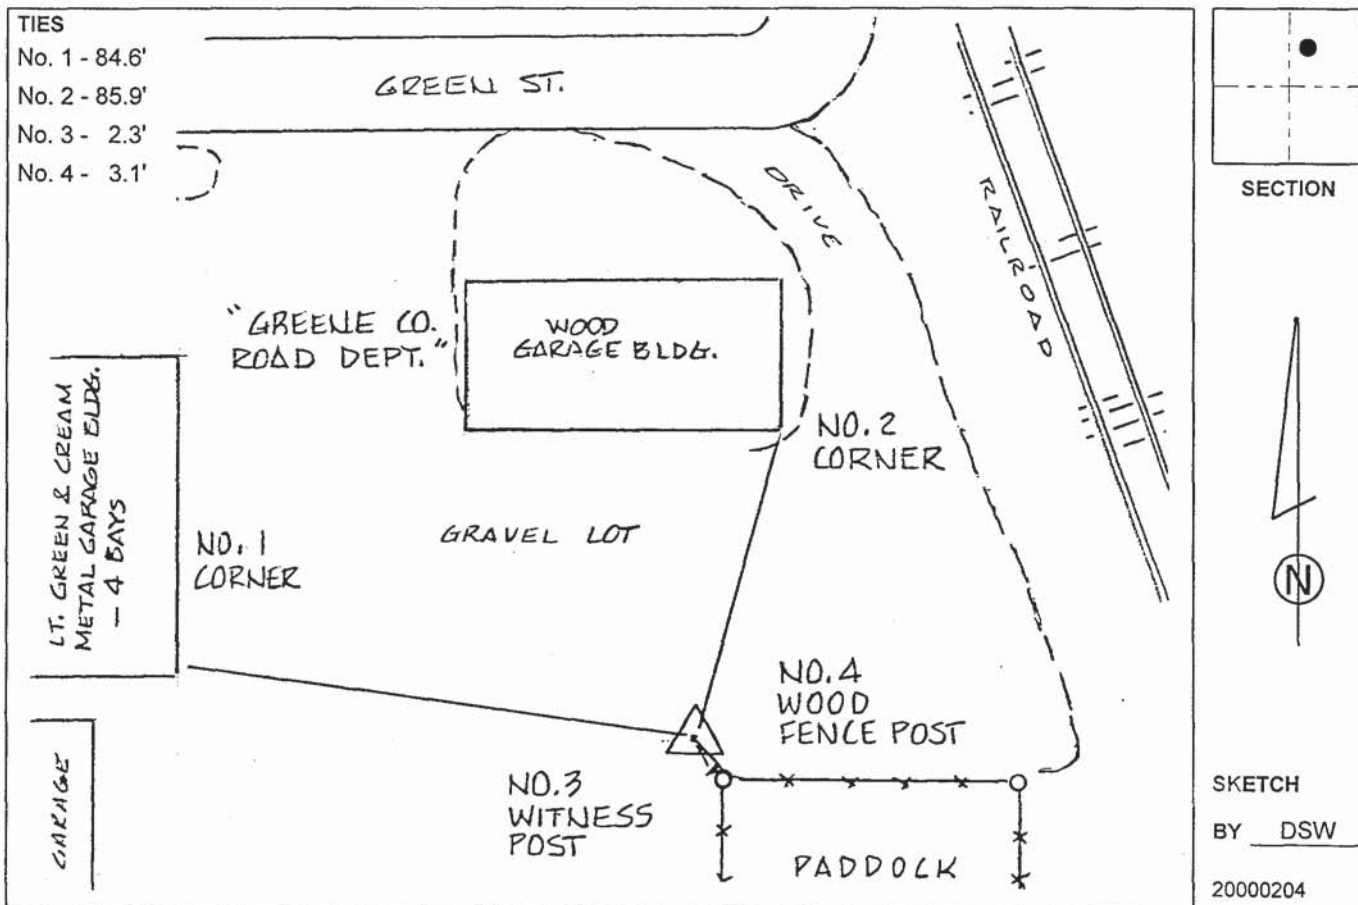 TIES
No. 1 - 84.6'
No. 2 - 85.9'
No. 3 - 2.3'
No. 4 - 3.1'
GREEN ST.
DRIVE
RAILROAD
SECTION
"GREENE CO.
ROAD DEPT."
WOOD
GARAGE BLDG.
LT. GREEN & CREAM
METAL GARAGE BLDG.
- 4 BAYS
NO. 1
CORNER
NO. 2
CORNER
GRAVEL LOT
N
NO. 4
WOOD
FENCE POST
NO. 3
WITNESS
POST
GARAGE
PADDOCK
SKETCH
BY DSW
20000204